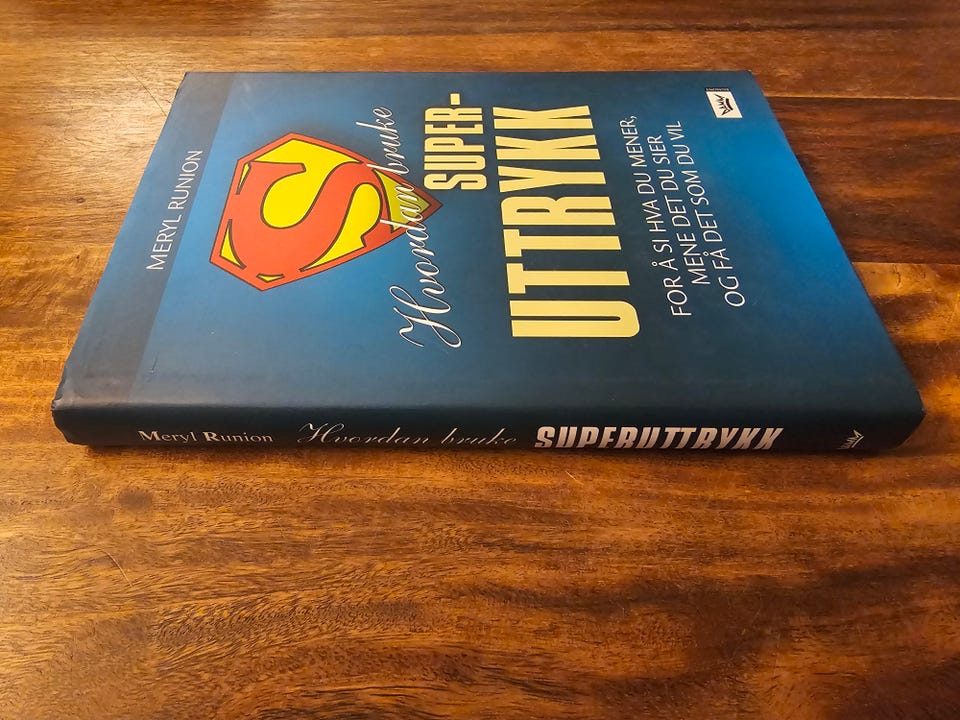 MERYL RUNION
S
Hvordan bruke
SUPER-
UTTRYKK
FOR Å SI HVA DU MENER,
MENE DET DU SIER
OG FÅ DET SOM DU VIL
Meryl Runion Hvordan bruke SUPERUTTRYKK